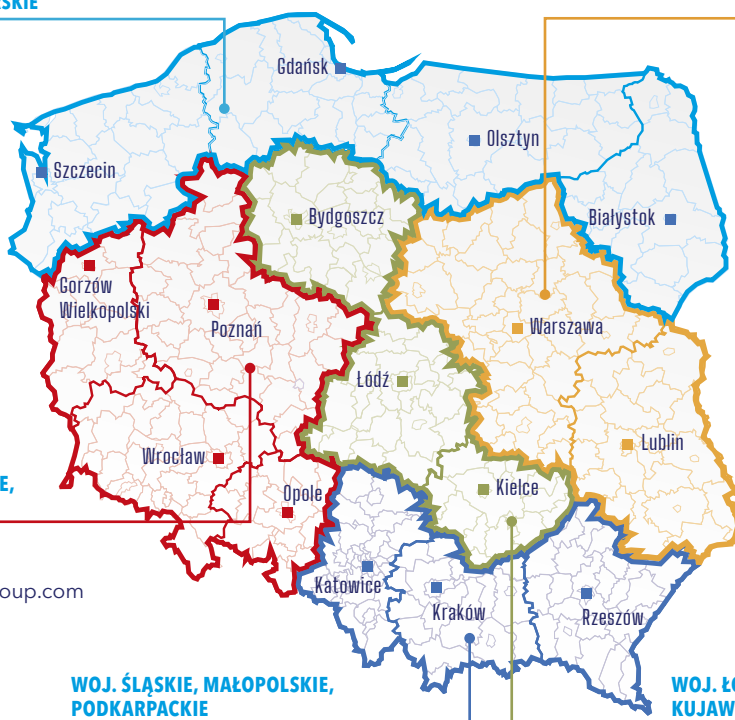 SKIE
Gdańsk
Olsztyn
Szczecin
Bydgoszcz
Białystok
Gorzów
Wielkopolski
Poznań
Warszawa
Łódź
Lublin
Wrocław
E,
Opole
Kielce
oup.com
Katowice
Kraków
Rzeszów
WOJ. ŚLĄSKIE, MAŁOPOLSKIE,
PODKARPACKIE
WOJ. ŁÓ
KUJAW